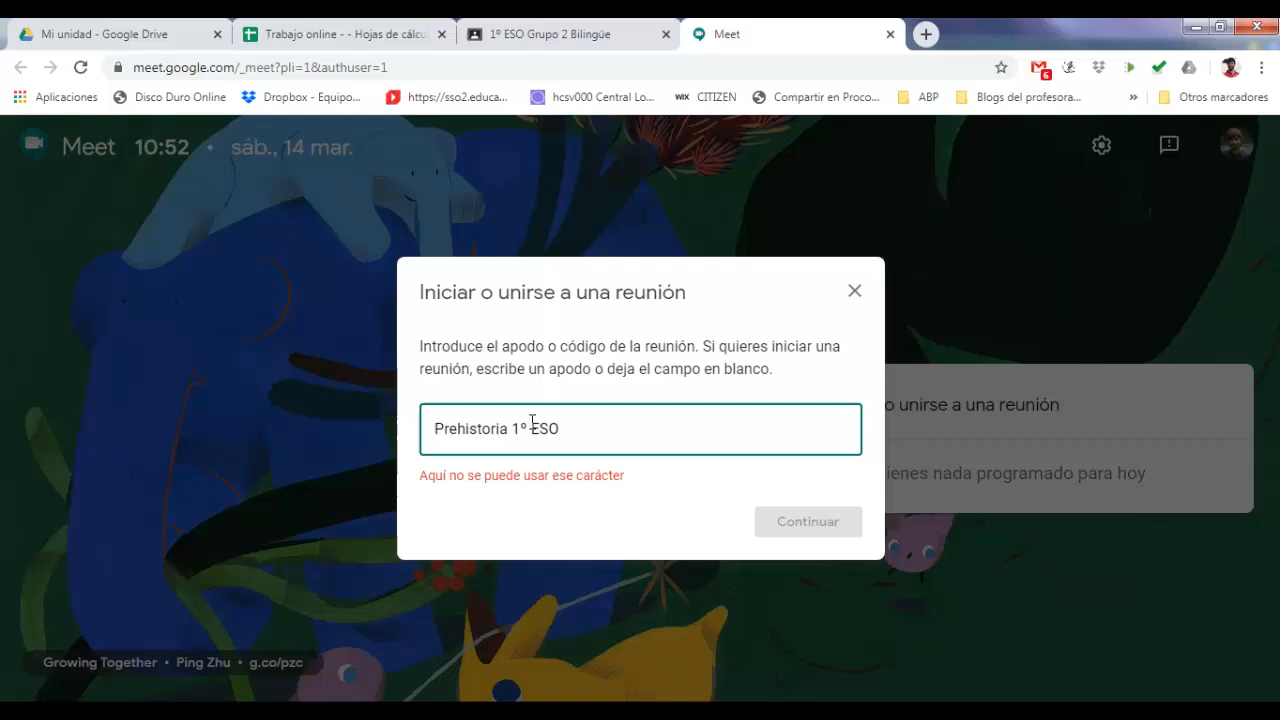 Mi unidad - Google Drive
Trabajo online - - Hojas de cálcu
1º ESO Grupo 2 Bilingüe
Meet
meet.google.com/_meet?pli=1&authuser=1
6
Aplicaciones
Disco Duro Online
Dropbox - Equipo...
https://sso2.educa...
hcsv000 Central Lo...
WIX CITIZEN
Compartir en Proco...
ABP
Blogs del profesora...
»
Otros marcadores
Meet 10:52 • sáb., 14 mar.
Iniciar o unirse a una reunión
Introduce el apodo o código de la reunión. Si quieres iniciar una
reunión, escribe un apodo o deja el campo en blanco.
Prehistoria 1º ESO
Aquí no se puede usar ese carácter
Continuar
o unirse a una reunión
ienes nada programado para hoy
Growing Together • Ping Zhu • g.co/pzc